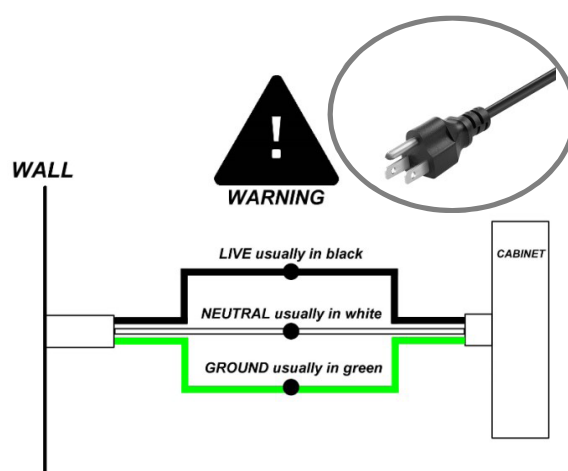 !
WARNING
WALL
LIVE usually in black
CABINET
NEUTRAL usually in white
GROUND usually in green